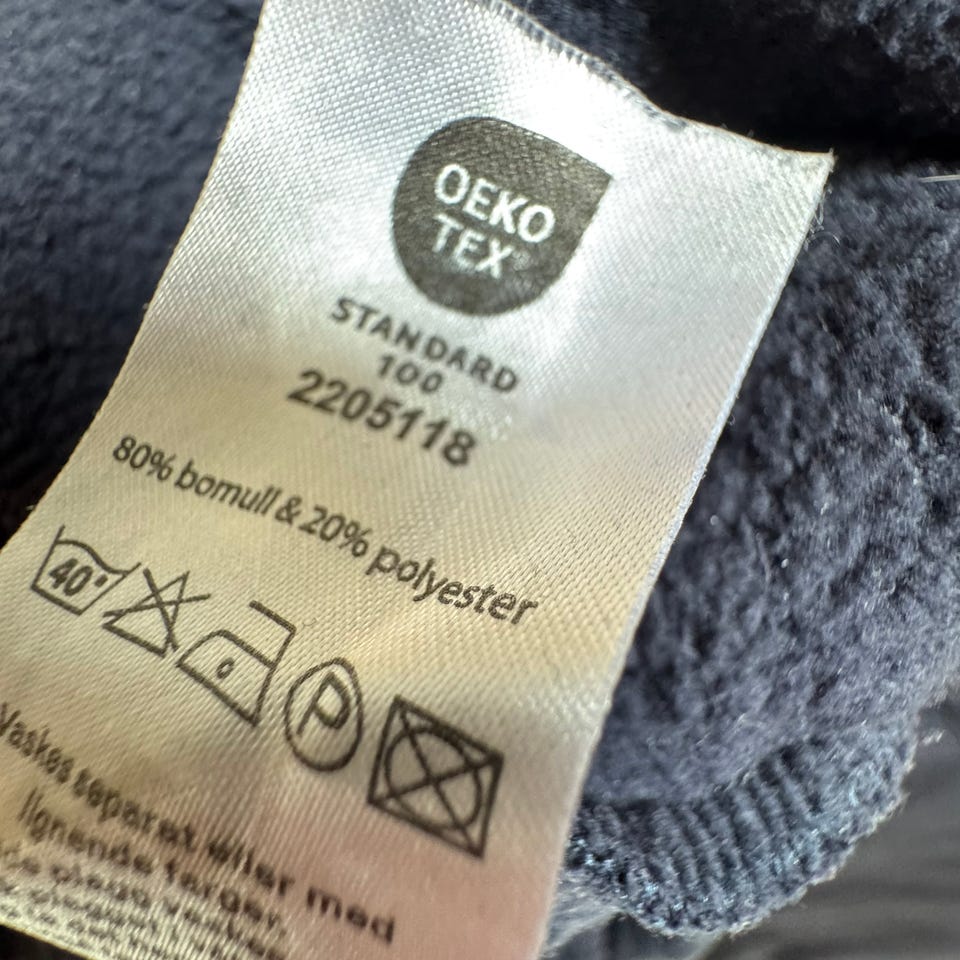 OEKO
TEX®
STANDARD
100
2205118
80% bomull & 20% polyester
40°
P
Vaskes separat eller med
lignende farger.